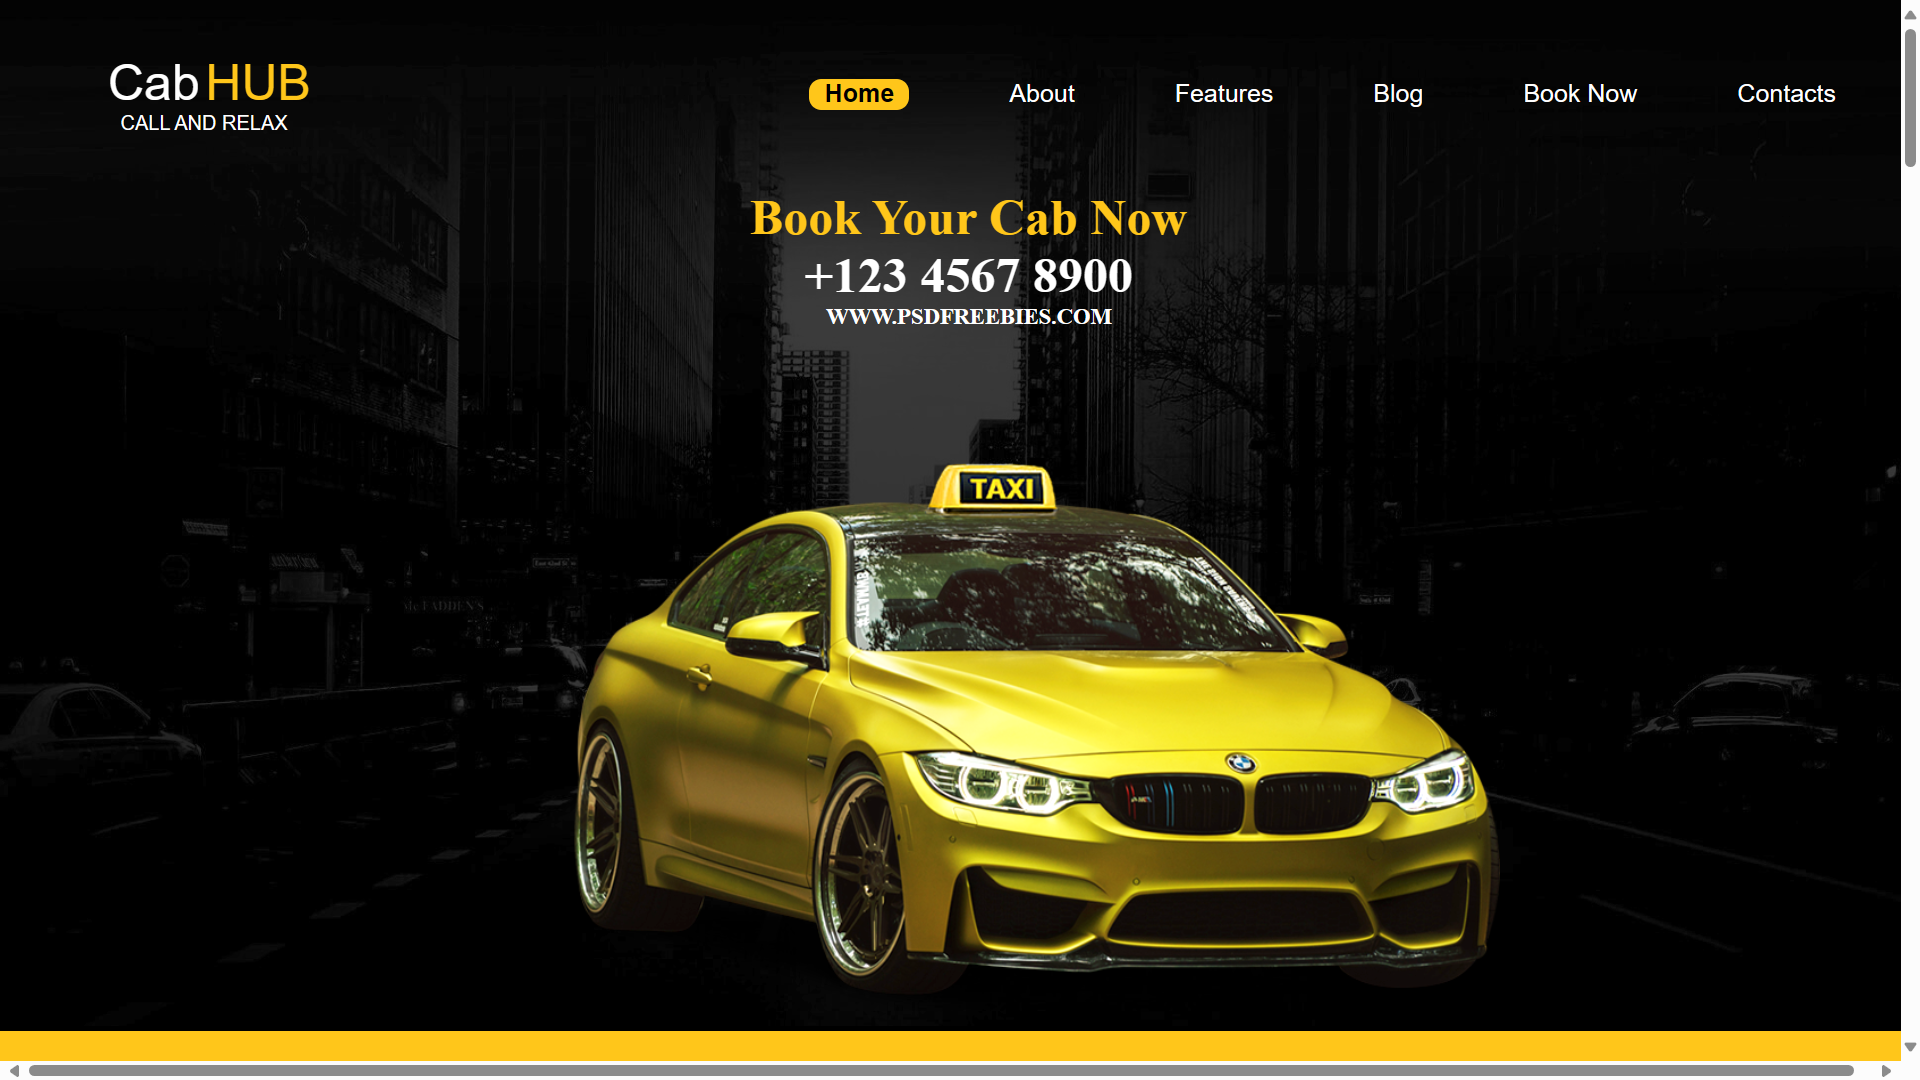 Cab HUB
CALL AND RELAX
Home About Features Blog Book Now Contacts
Book Your Cab Now
+123 4567 8900
WWW.PSDFREEBIES.COM
TAXI